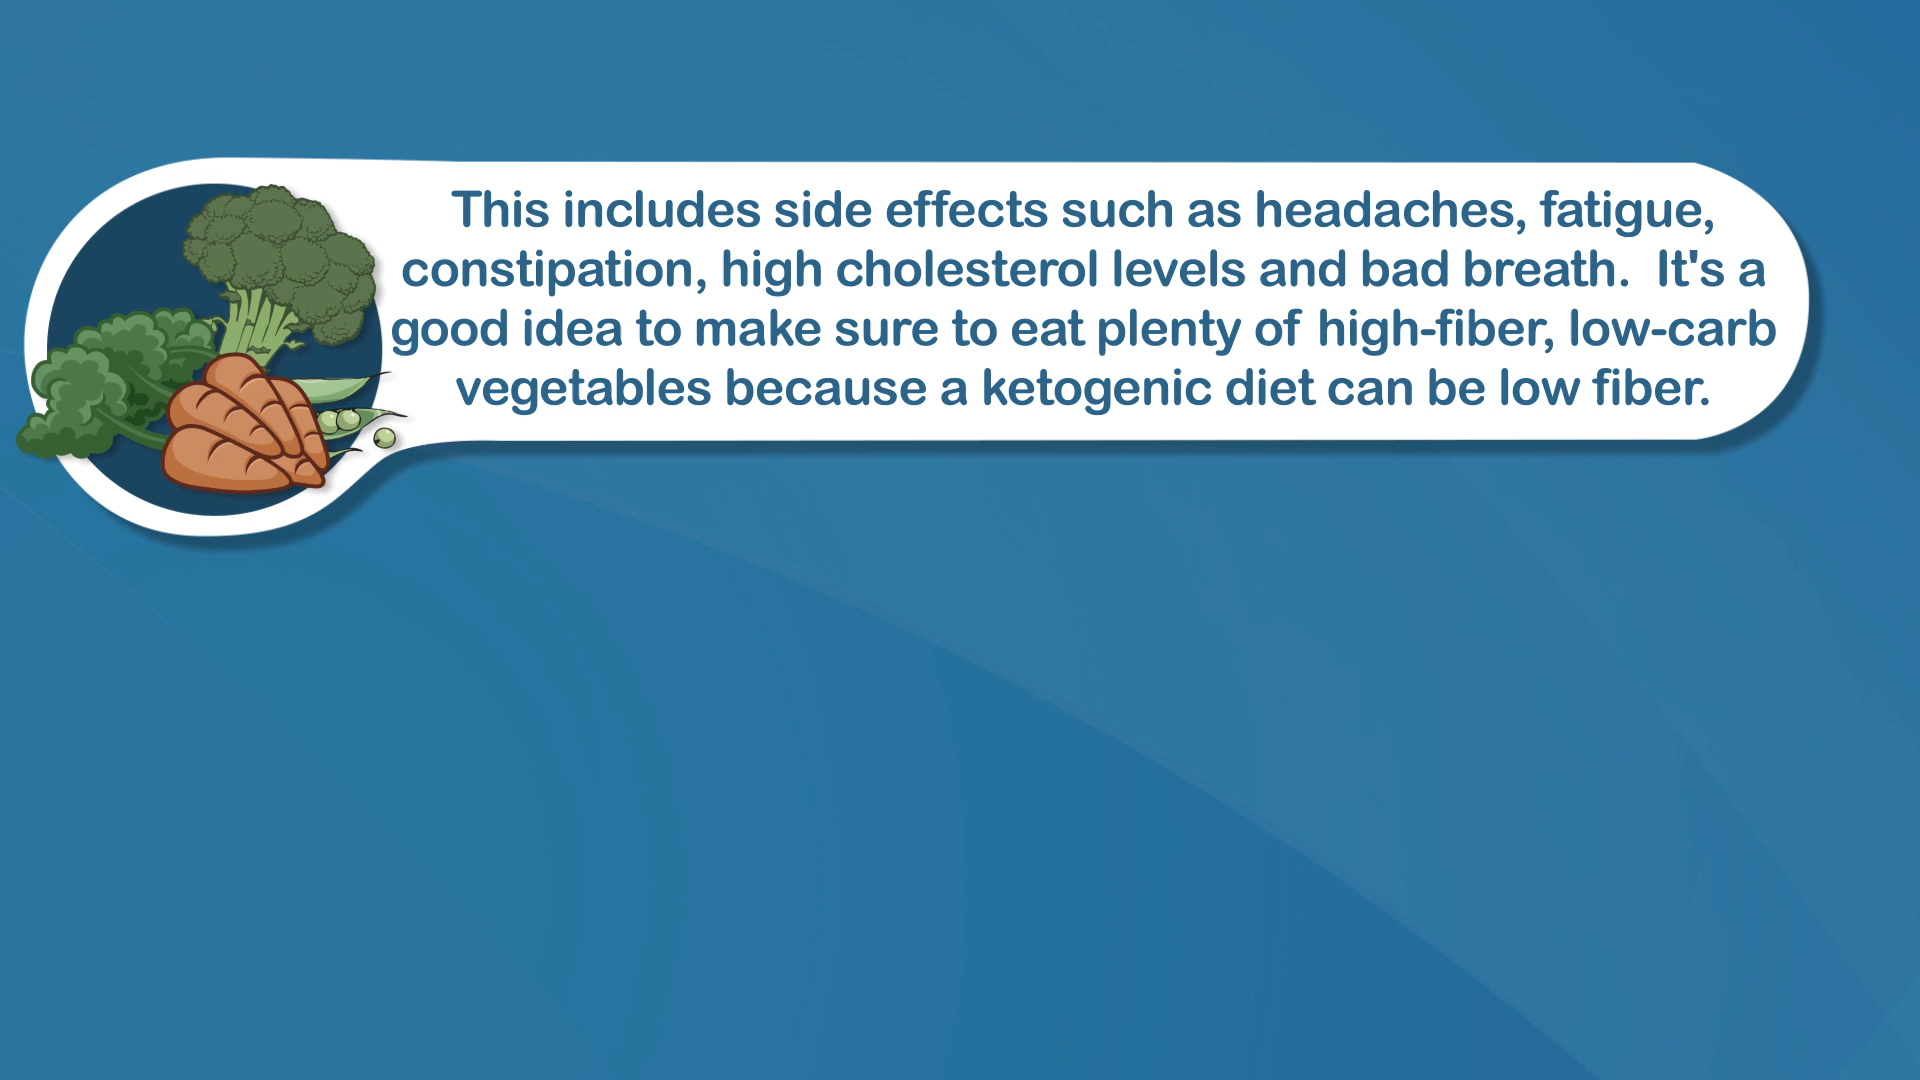 This includes side effects such as headaches, fatigue,
constipation, high cholesterol levels and bad breath.  It's a
good idea to make sure to eat plenty of high-fiber, low-carb
vegetables because a ketogenic diet can be low fiber.